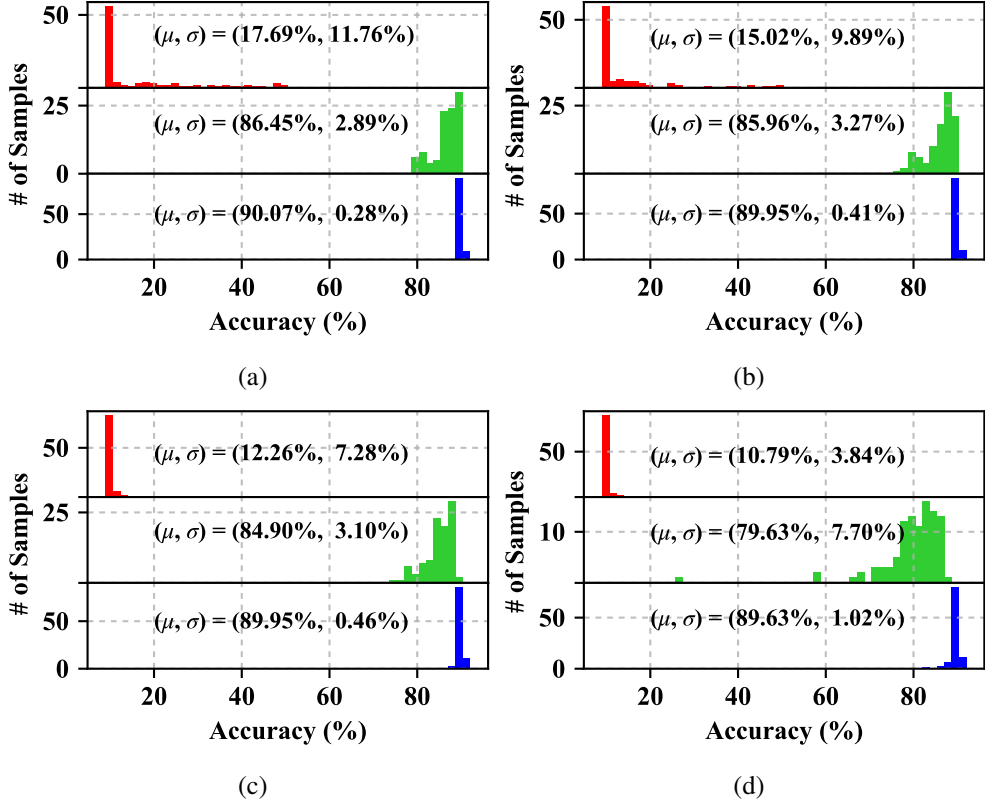 50
(μ, σ) = (17.69%, 11.76%)
25
(μ, σ) = (86.45%, 2.89%)
0
50
(μ, σ) = (90.07%, 0.28%)
0
# of Samples
20 40 60 80
Accuracy (%)
(a)
50
(μ, σ) = (15.02%, 9.89%)
25
(μ, σ) = (85.96%, 3.27%)
50
(μ, σ) = (89.95%, 0.41%)
0
# of Samples
20 40 60 80
Accuracy (%)
(b)
50
(μ, σ) = (12.26%, 7.28%)
25
(μ, σ) = (84.90%, 3.10%)
50
(μ, σ) = (89.95%, 0.46%)
0
# of Samples
20 40 60 80
Accuracy (%)
(c)
50
(μ, σ) = (10.79%, 3.84%)
10
(μ, σ) = (79.63%, 7.70%)
50
(μ, σ) = (89.63%, 1.02%)
0
# of Samples
20 40 60 80
Accuracy (%)
(d)